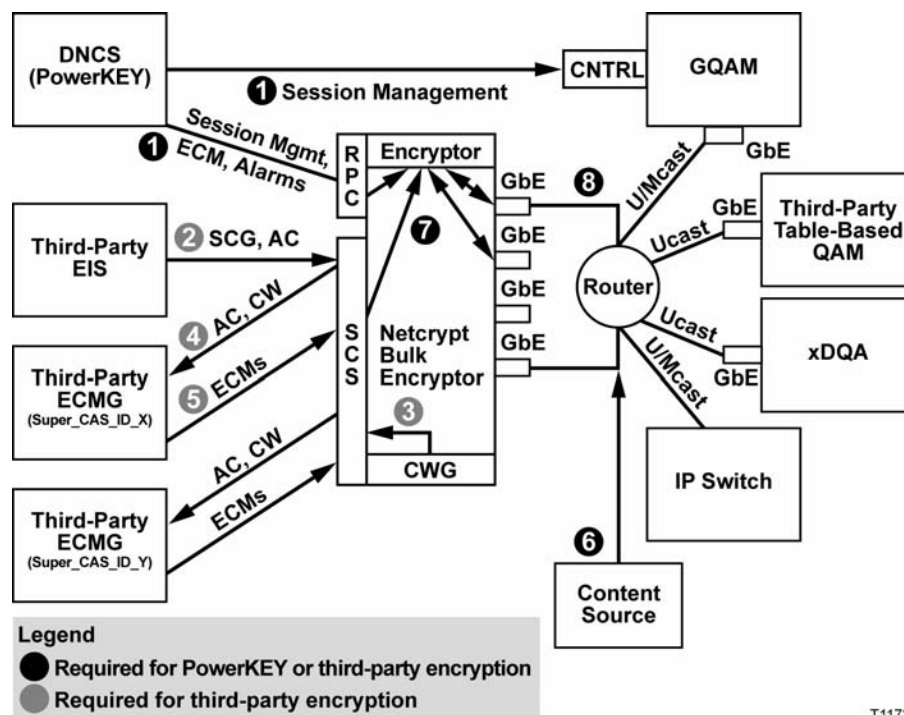 DNCS
(PowerKEY)
CNTRL
GQAM
1 Session Management
GbE
1 Session Mgmt,
ECM, Alarms
R
P
C
Encryptor
GbE
8
U/Mcast
GbE
Third-Party
Table-Based
QAM
Ucast
7
Third-Party
EIS
2 SCG, AC
GbE
Router
GbE
Ucast
xDQA
GbE
S
C
S
Netcrypt
Bulk
Encryptor
GbE
4 AC, CW
Third-Party
ECMG
(Super_CAS_ID_X)
5 ECMs
3
CWG
U/Mcast
IP Switch
AC, CW
ECMs
Third-Party
ECMG
(Super_CAS_ID_Y)
6
Content
Source
Legend
Required for PowerKEY or third-party encryption
Required for third-party encryption